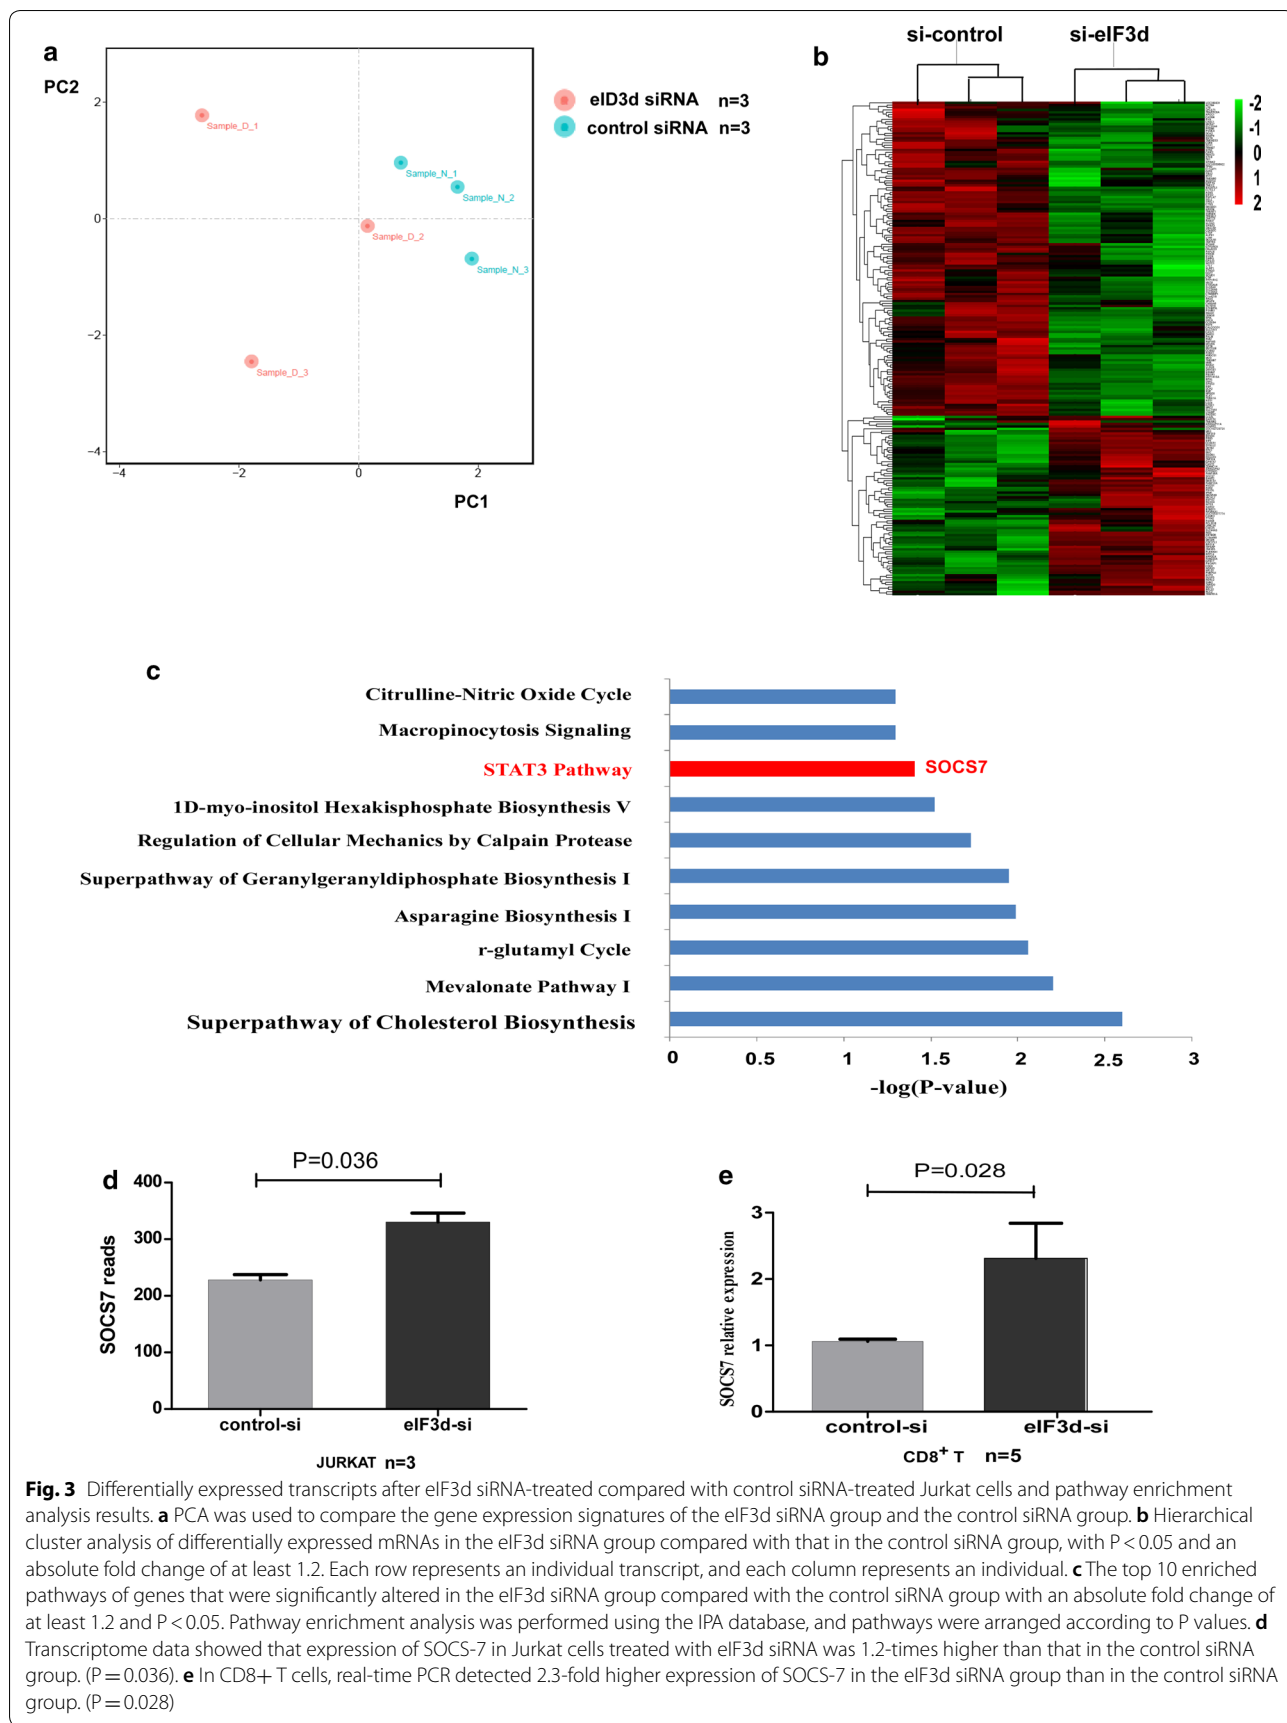 a
PC2
2
0
−2
−4
−4
−2
0
2
PC1
Sample_D_1
Sample_N_1
Sample_N_2
Sample_D_2
Sample_N_3
Sample_D_3
eID3d siRNA n=3
control siRNA n=3
b
si-control
si-eIF3d
-2
-1
0
1
2
c
Citrulline-Nitric Oxide Cycle
Macropinocytosis Signaling
STAT3 Pathway
SOCS7
1D-myo-inositol Hexakisphosphate Biosynthesis V
Regulation of Cellular Mechanics by Calpain Protease
Superpathway of Geranylgeranyldiphosphate Biosynthesis I
Asparagine Biosynthesis I
r-glutamyl Cycle
Mevalonate Pathway I
Superpathway of Cholesterol Biosynthesis
0 0.5 1 1.5 2 2.5 3
-log(P-value)
d
P=0.036
SOCS7 reads
400
300
200
100
0
control-si
eIF3d-si
JURKAT n=3
e
P=0.028
SOCS7 relative expression
3
2
1
0
control-si
eIF3d-si
CD8+ T n=5
Fig. 3 Differentially expressed transcripts after eIF3d siRNA-treated compared with control siRNA-treated Jurkat cells and pathway enrichment
analysis results. a PCA was used to compare the gene expression signatures of the eIF3d siRNA group and the control siRNA group. b Hierarchical
cluster analysis of differentially expressed mRNAs in the eIF3d siRNA group compared with that in the control siRNA group, with P < 0.05 and an
absolute fold change of at least 1.2. Each row represents an individual transcript, and each column represents an individual. c The top 10 enriched
pathways of genes that were significantly altered in the eIF3d siRNA group compared with the control siRNA group with an absolute fold change of
at least 1.2 and P < 0.05. Pathway enrichment analysis was performed using the IPA database, and pathways were arranged according to P values. d
Transcriptome data showed that expression of SOCS-7 in Jurkat cells treated with eIF3d siRNA was 1.2-times higher than that in the control siRNA
group. (P = 0.036). e In CD8+ T cells, real-time PCR detected 2.3-fold higher expression of SOCS-7 in the eIF3d siRNA group than in the control siRNA
group. (P = 0.028)